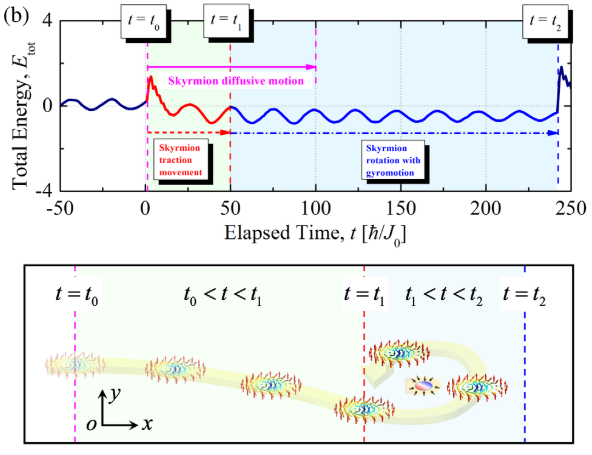 (b)
t = t0
t = t1
t = t2
4
0
-4
Total Energy, Etot
Skyrmion diffusive motion
Skyrmion
traction
movement
Skyrmion
rotation with
gyromotion
-50
0
50
100
150
200
250
Elapsed Time, t [ħ/J0]
t = t0
t0 < t < t1
t = t1
t1 < t < t2
t = t2
y
o
x